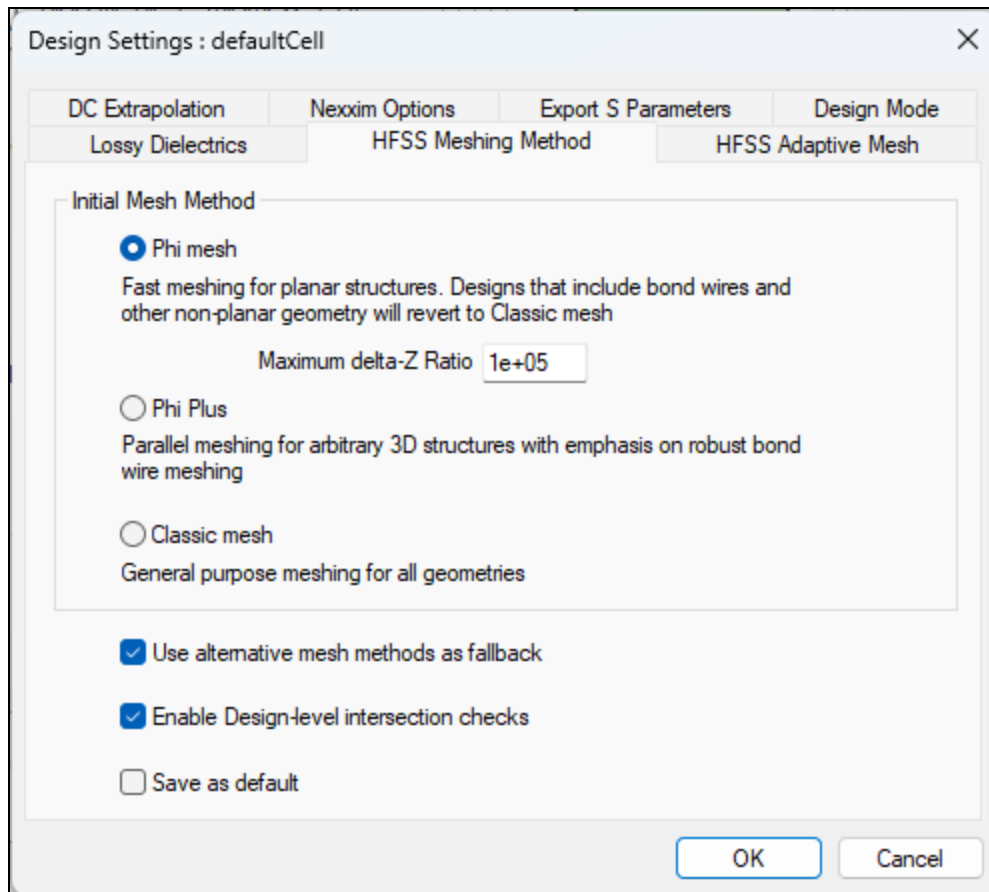 Design Settings : defaultCell
DC Extrapolation
Nexxim Options
Export S Parameters
Design Mode
Lossy Dielectrics
HFSS Meshing Method
HFSS Adaptive Mesh
Initial Mesh Method
Phi mesh
Fast meshing for planar structures. Designs that include bond wires and
other non-planar geometry will revert to Classic mesh
Maximum delta-Z Ratio 1e+05
Phi Plus
Parallel meshing for arbitrary 3D structures with emphasis on robust bond
wire meshing
Classic mesh
General purpose meshing for all geometries
Use alternative mesh methods as fallback
Enable Design-level intersection checks
Save as default
OK
Cancel